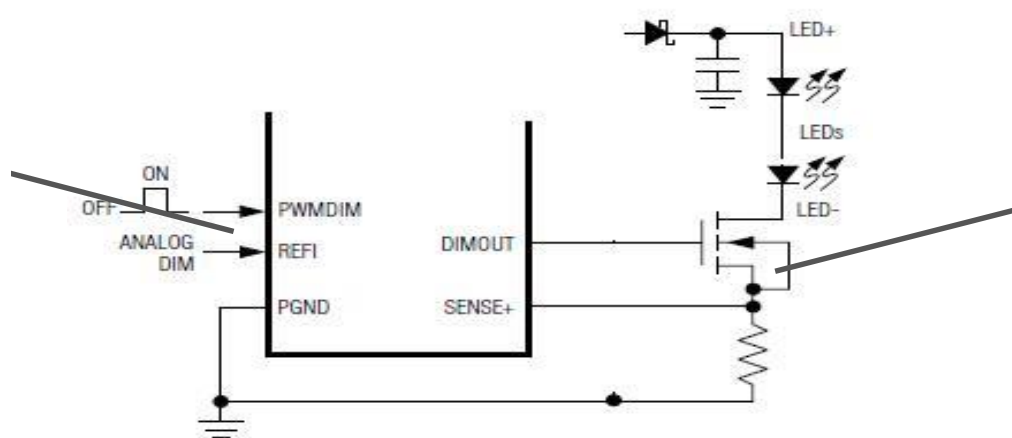 LED+
LEDs
LED-
ON
OFF
PWMDIM
ANALOG
DIM
REFI
DIMOUT
PGND
SENSE+